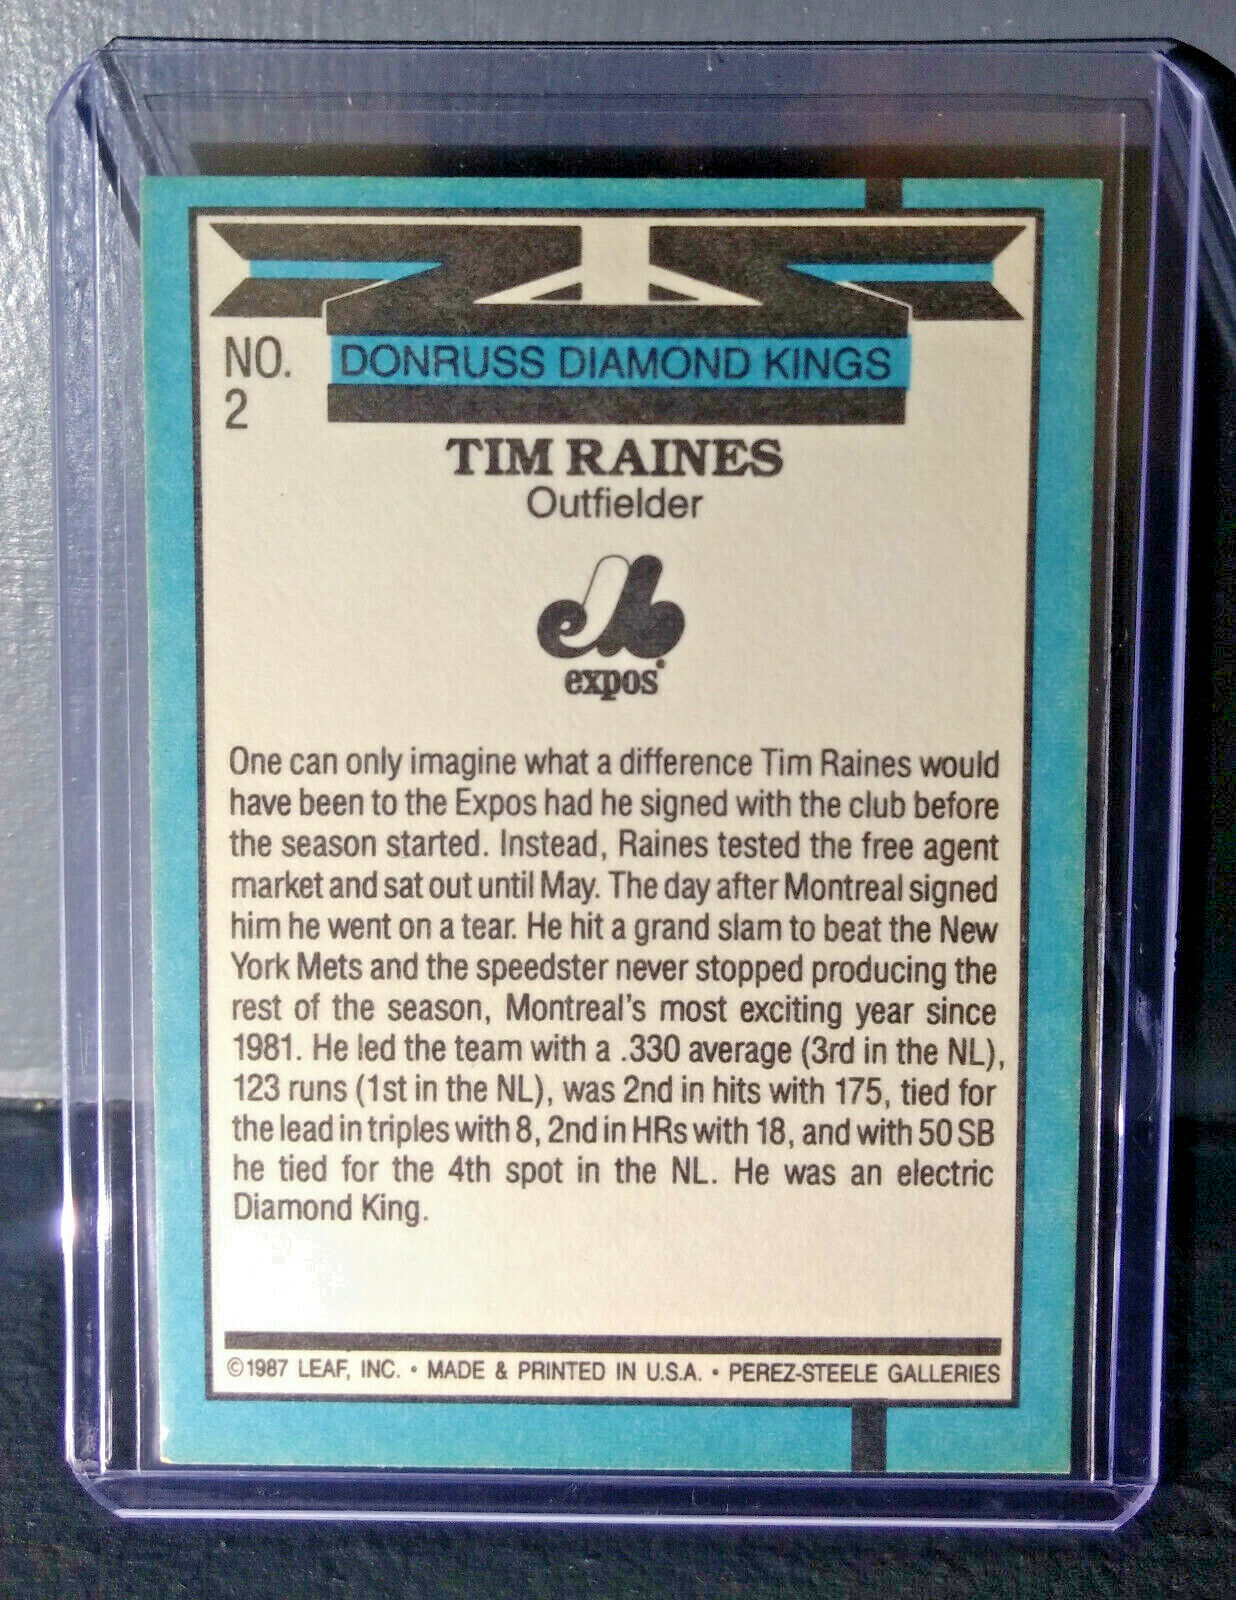 NO.
2
DONRUSS DIAMOND KINGS
TIM RAINES
Outfielder
expos
One can only imagine what a difference Tim Raines would
have been to the Expos had he signed with the club before
the season started. Instead, Raines tested the free agent
market and sat out until May. The day after Montreal signed
him he went on a tear. He hit a grand slam to beat the New
York Mets and the speedster never stopped producing the
rest of the season, Montreal's most exciting year since
1981. He led the team with a .330 average (3rd in the NL),
123 runs (1st in the NL), was 2nd in hits with 175, tied for
the lead in triples with 8, 2nd in HRs with 18, and with 50 SB
he tied for the 4th spot in the NL. He was an electric
Diamond King.
©1987 LEAF, INC. • MADE & PRINTED IN U.S.A. • PEREZ-STEELE GALLERIES